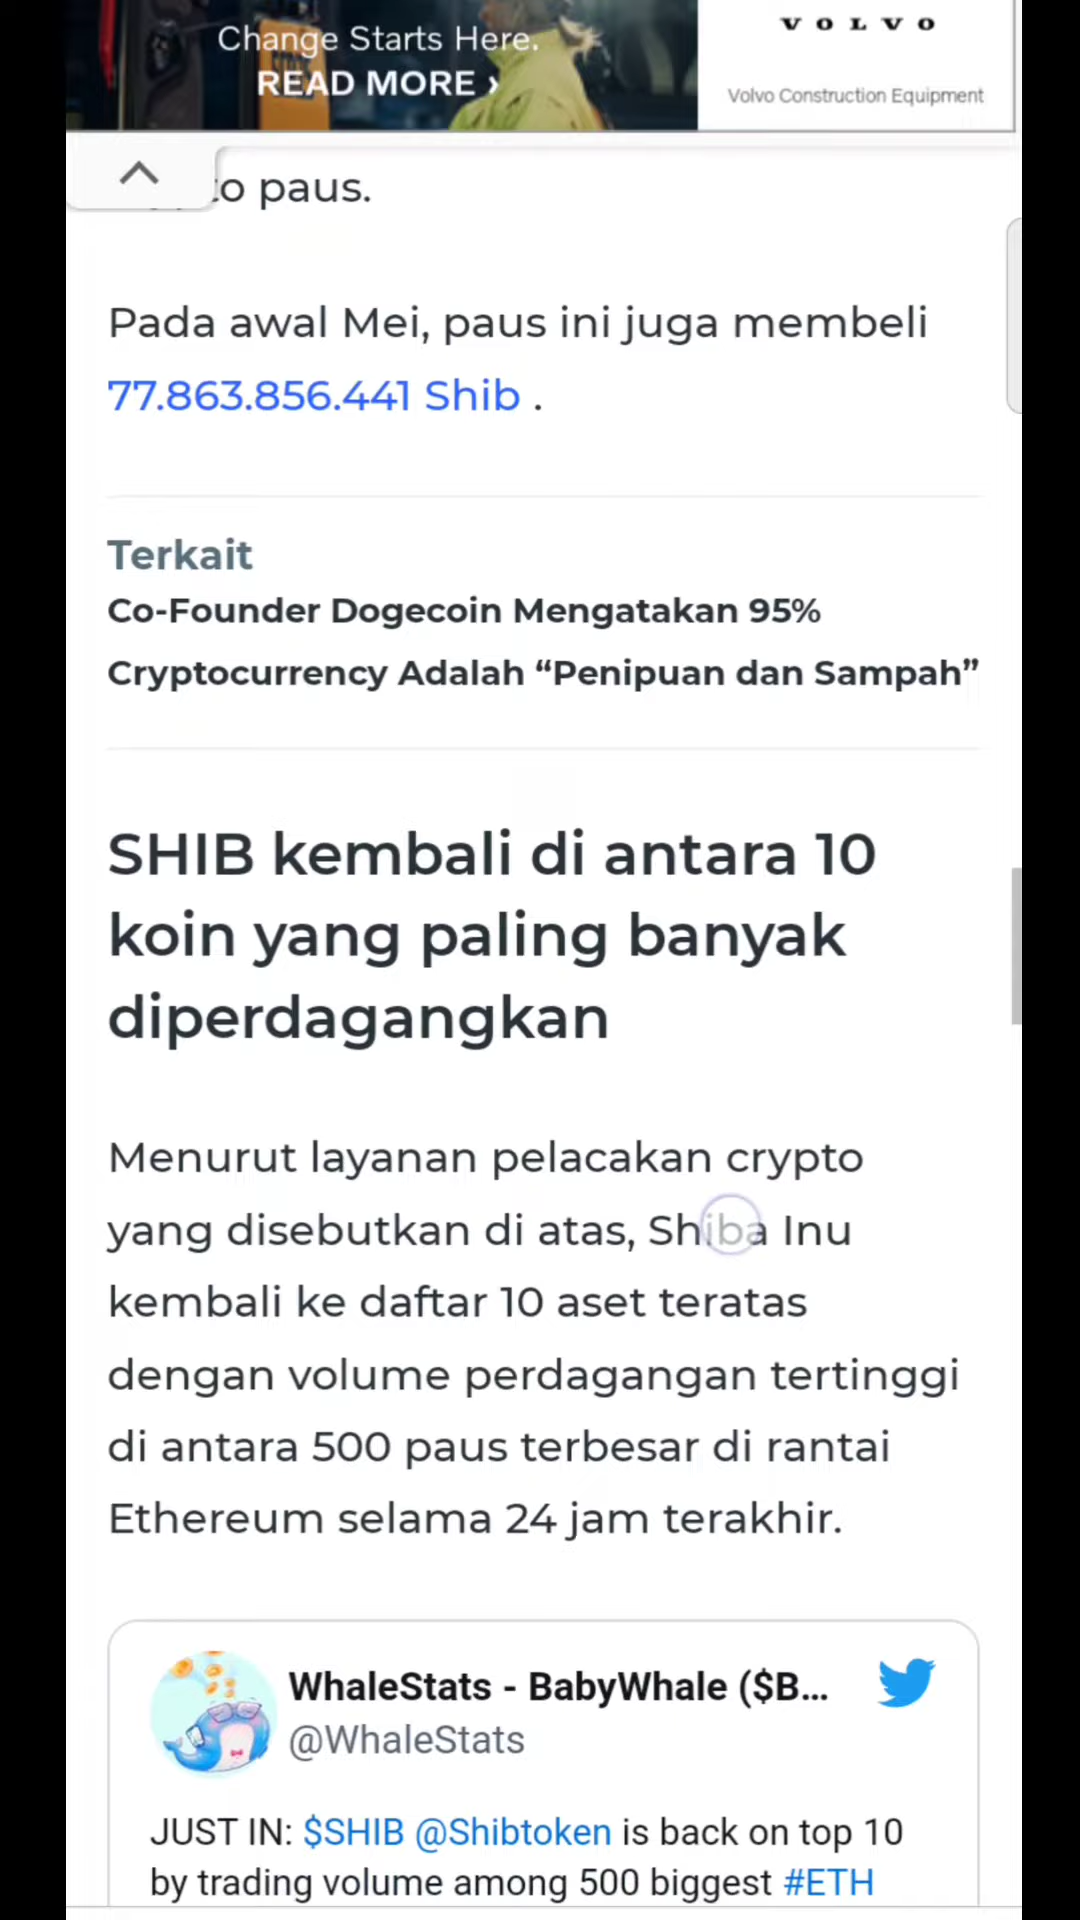 Change Starts Here.
READ MORE ›
VOLVO
Volvo Construction Equipment
to paus.
Pada awal Mei, paus ini juga membeli
77.863.856.441 Shib .
Terkait
Co-Founder Dogecoin Mengatakan 95%
Cryptocurrency Adalah “Penipuan dan Sampah”
SHIB kembali di antara 10
koin yang paling banyak
diperdagangkan
Menurut layanan pelacakan crypto
yang disebutkan di atas, Shiba Inu
kembali ke daftar 10 aset teratas
dengan volume perdagangan tertinggi
di antara 500 paus terbesar di rantai
Ethereum selama 24 jam terakhir.
WhaleStats - BabyWhale ($B...
@WhaleStats
JUST IN: $SHIB @Shibtoken is back on top 10
by trading volume among 500 biggest #ETH